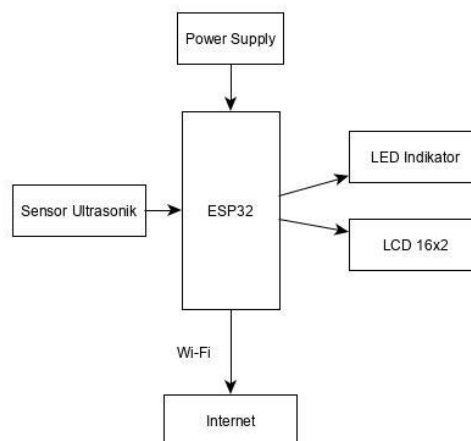 Power Supply
LED Indikator
Sensor Ultrasonik
ESP32
LCD 16x2
Wi-Fi
Internet